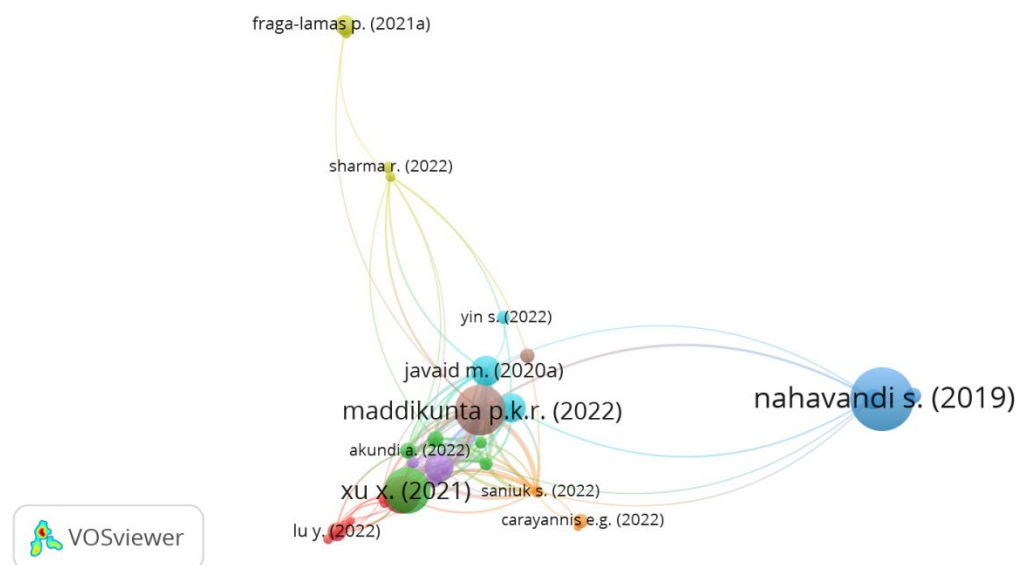 fraga-lamas p. (2021a)
sharma r. (2022)
yin s. (2022)
javaid m. (2020a)
nahavandi s. (2019)
maddikunta p.k.r. (2022)
akundi a. (2022)
xu x. (2021)
saniuk s. (2022)
carayannis e.g. (2022)
lu y. (2022)
VOSviewer